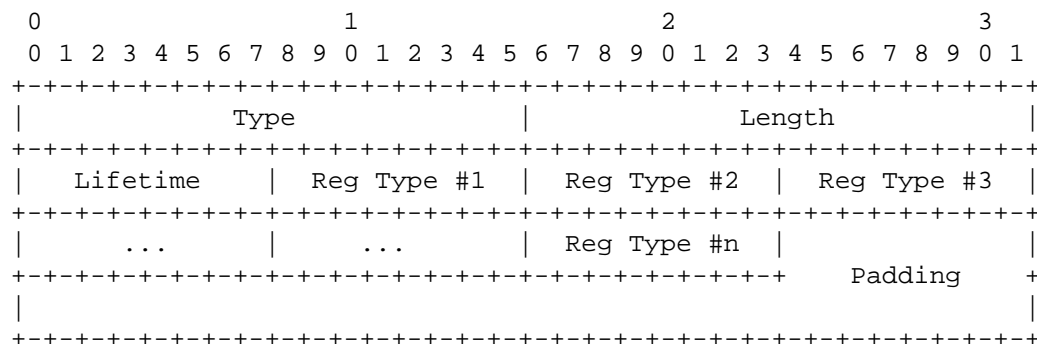 0                   1                   2                   3
 0 1 2 3 4 5 6 7 8 9 0 1 2 3 4 5 6 7 8 9 0 1 2 3 4 5 6 7 8 9 0 1
+-+-+-+-+-+-+-+-+-+-+-+-+-+-+-+-+-+-+-+-+-+-+-+-+-+-+-+-+-+-+-+-+
|             Type              |             Length            |
+-+-+-+-+-+-+-+-+-+-+-+-+-+-+-+-+-+-+-+-+-+-+-+-+-+-+-+-+-+-+-+-+
|   Lifetime    |  Reg Type #1  |  Reg Type #2  |  Reg Type #3  |
+-+-+-+-+-+-+-+-+-+-+-+-+-+-+-+-+-+-+-+-+-+-+-+-+-+-+-+-+-+-+-+-+
|      ...      |     ...       |  Reg Type #n  |               |
+-+-+-+-+-+-+-+-+-+-+-+-+-+-+-+-+-+-+-+-+-+-+-+-+    Padding    +
|                                                               |
+-+-+-+-+-+-+-+-+-+-+-+-+-+-+-+-+-+-+-+-+-+-+-+-+-+-+-+-+-+-+-+-+